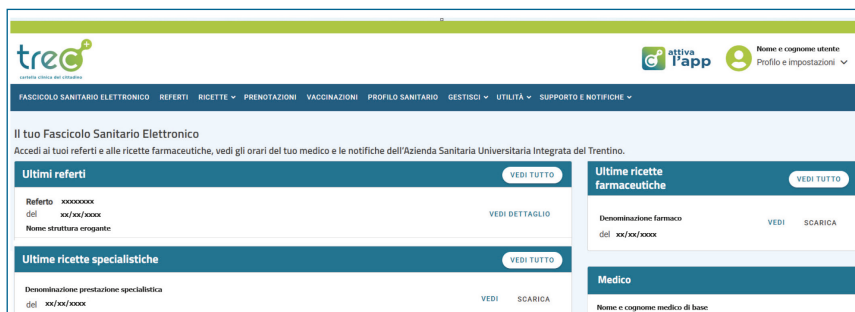 trec+
cartella clinica del cittadino
attiva
l'app
Nome e cognome utente
Profilo e impostazioni
FASCICOLO SANITARIO ELETTRONICO REFERTI RICETTE PRENOTAZIONI VACCINAZIONI PROFILO SANITARIO GESTISCI UTILITÀ SUPPORTO E NOTIFICHE
Il tuo Fascicolo Sanitario Elettronico
Accedi ai tuoi referti e alle ricette farmaceutiche, vedi gli orari del tuo medico e le notifiche dell'Azienda Sanitaria Universitaria Integrata del Trentino.
Ultimi referti VEDI TUTTO
Referto xxxxxxxx
del xx/xx/xxxx VEDI DETTAGLIO
Nome struttura erogante
Ultime ricette specialistiche VEDI TUTTO
Denominazione prestazione specialistica
del xx/xx/xxxx VEDI SCARICA
Ultime ricette
farmaceutiche VEDI TUTTO
Denominazione farmaco VEDI SCARICA
del xx/xx/xxxx
Medico
Nome e cognome medico di base